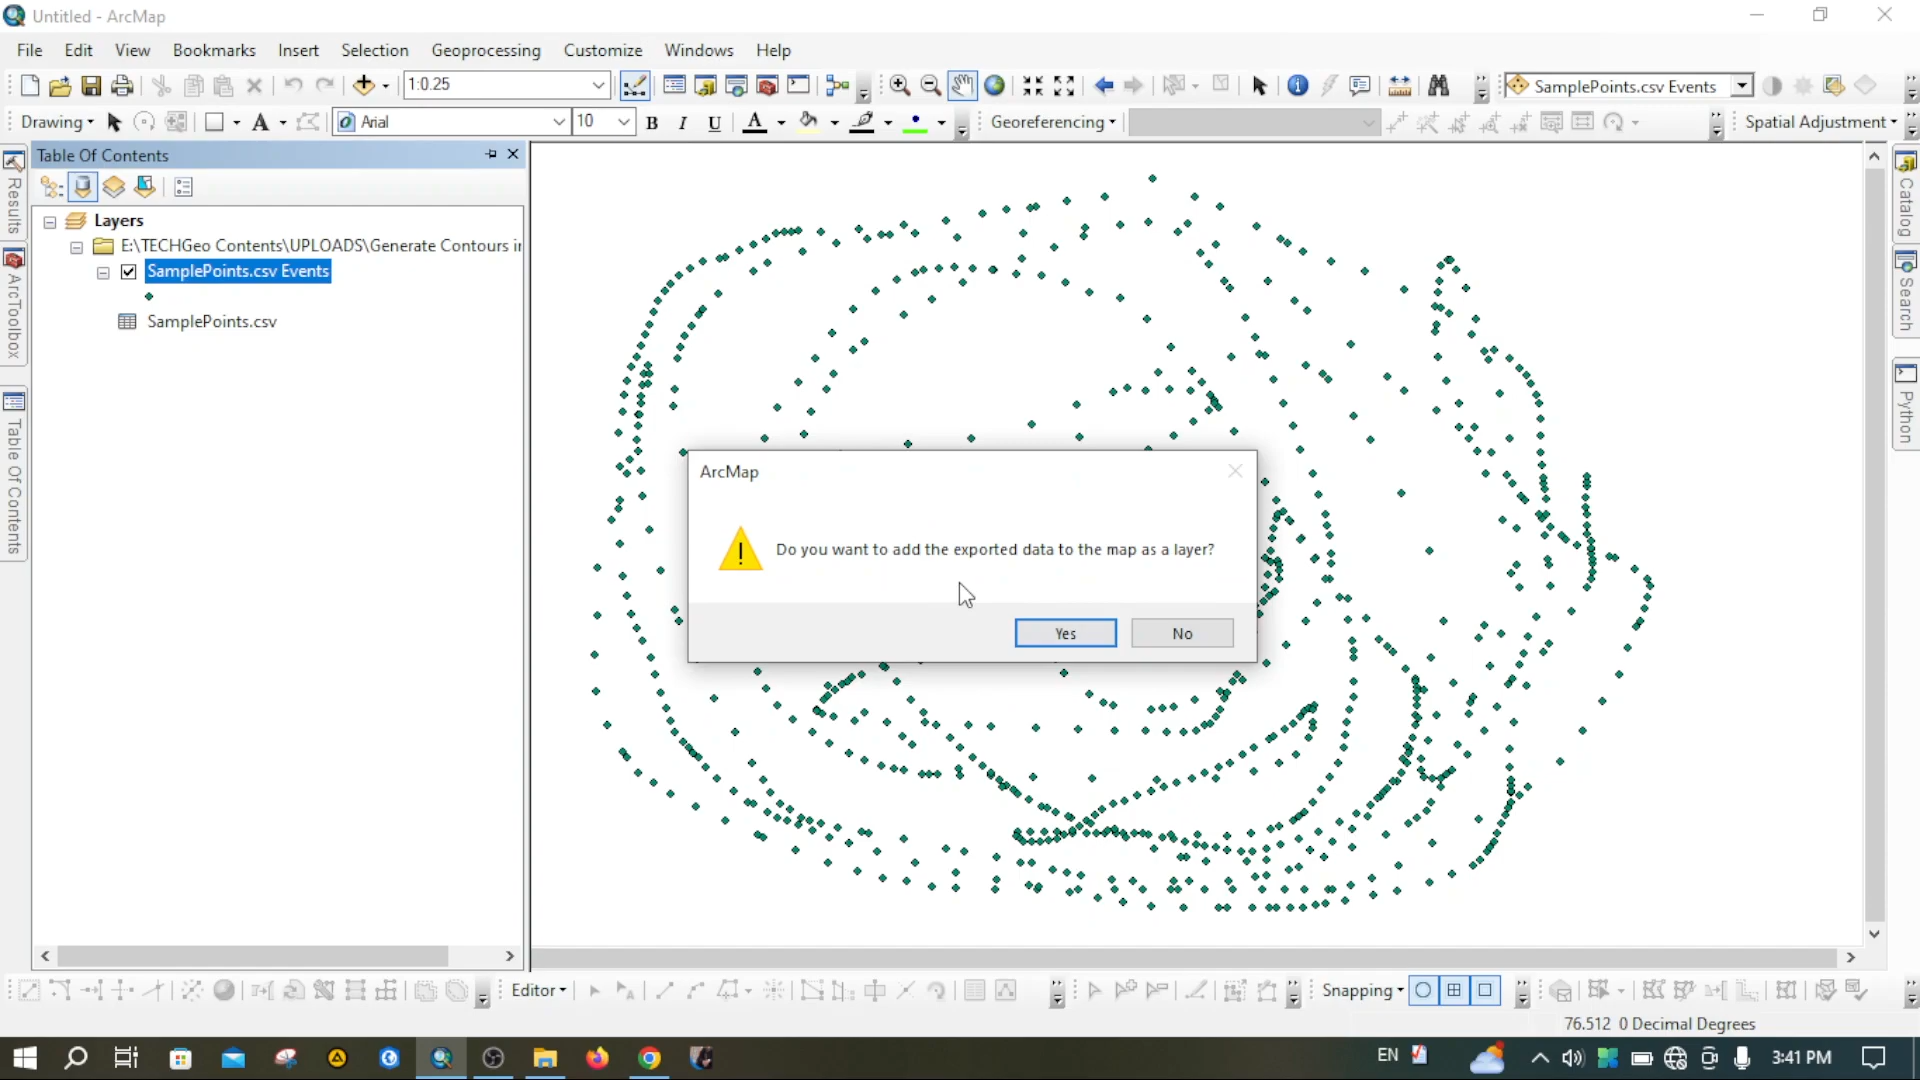 Untitled - ArcMap
File Edit View Bookmarks Insert Selection Geoprocessing Customize Windows Help
1:0.25
SamplePoints.csv Events
Drawing Arial 10 B I U A Georeferencing Spatial Adjustment
Table Of Contents
Results
ArcToolbox
Table Of Contents
Layers
E:\TECHGeo Contents\UPLOADS\Generate Contours in
SamplePoints.csv Events
SamplePoints.csv
ArcMap
Do you want to add the exported data to the map as a layer?
Yes No
Catalog
Search
Python
Editor Snapping
76.512 0 Decimal Degrees
EN 3:41 PM